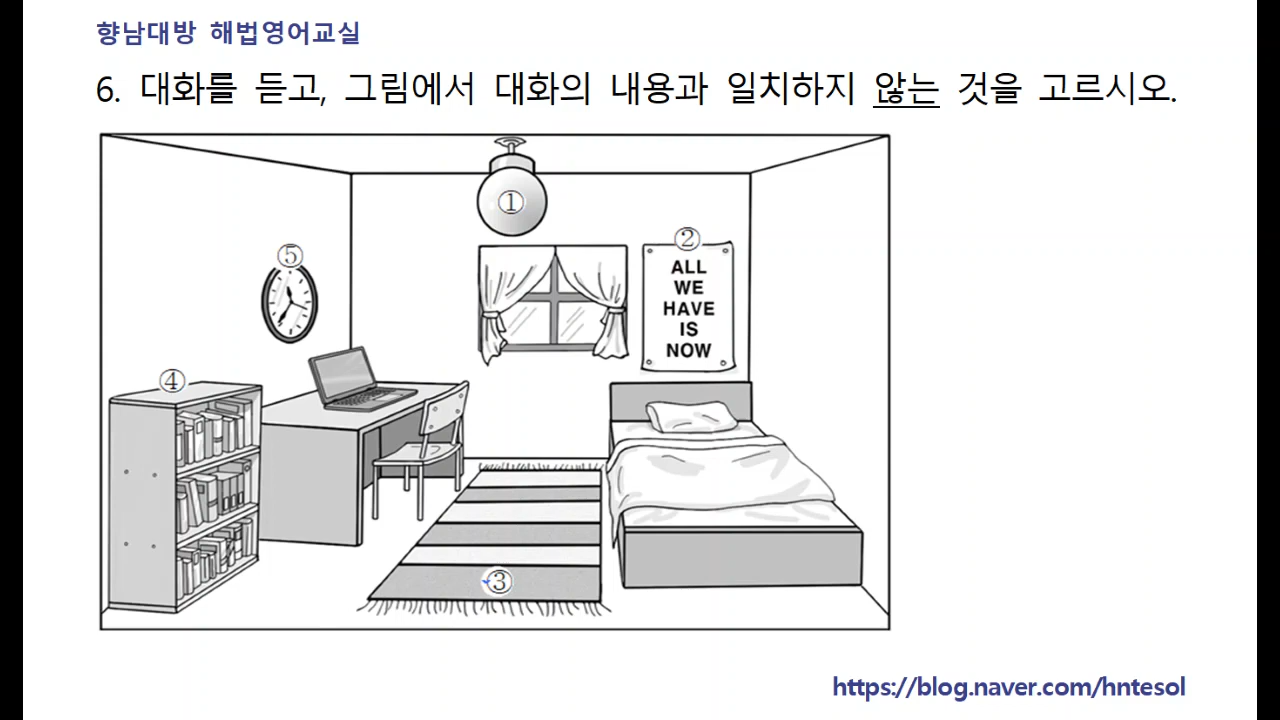 향남대방 해법영어교실
6. 대화를 듣고, 그림에서 대화의 내용과 일치하지 않는 것을 고르시오.
①
②
ALL
WE
HAVE
IS
NOW
⑤
④
③
https://blog.naver.com/hntesol